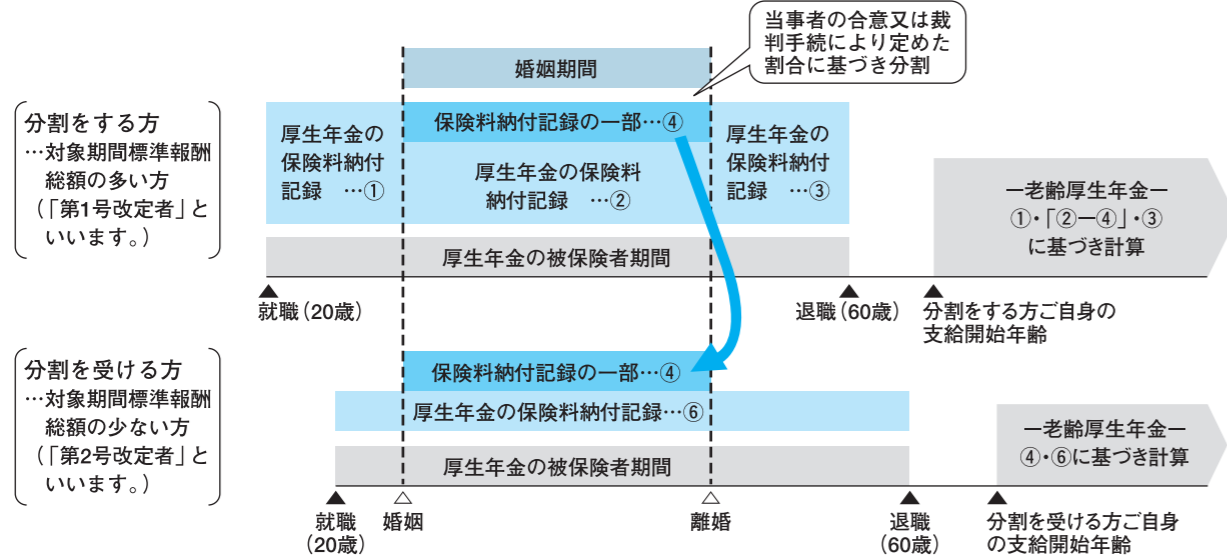 当事者の合意又は裁
判手続により定めた
割合に基づき分割
婚姻期間
分割をする方
…対象期間標準報酬
総額の多い方
(「第1号改定者」と
いいます。)
厚生年金の
保険料納付
記録 …①
保険料納付記録の一部…④
厚生年金の保険料
納付記録 …②
厚生年金の
保険料納付
記録 …③
厚生年金の被保険者期間
ー老齢厚生年金ー
①・「②ー④」・③
に基づき計算
就職(20歳)
退職(60歳)
分割をする方ご自身の
支給開始年齢
分割を受ける方
…対象期間標準報酬
総額の少ない方
(「第2号改定者」と
いいます。)
保険料納付記録の一部…④
厚生年金の保険料納付記録…⑥
厚生年金の被保険者期間
ー老齢厚生年金ー
④・⑥に基づき計算
就職
(20歳)
婚姻
離婚
退職
(60歳)
分割を受ける方ご自身
の支給開始年齢